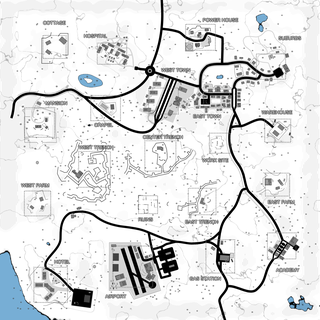 COTTAGE
HOSPITAL
POWER HOUSE
SUBURBS
WEST TOWN
MANSION
CHAPEL
EAST TOWN
WAREHOUSE
CENTER TRENCH
WEST TRENCH
WORK SITE
WEST FARM
RUINS
EAST TRENCH
EAST FARM
HOTEL
AIRPORT
GAS STATION
ACADEMY